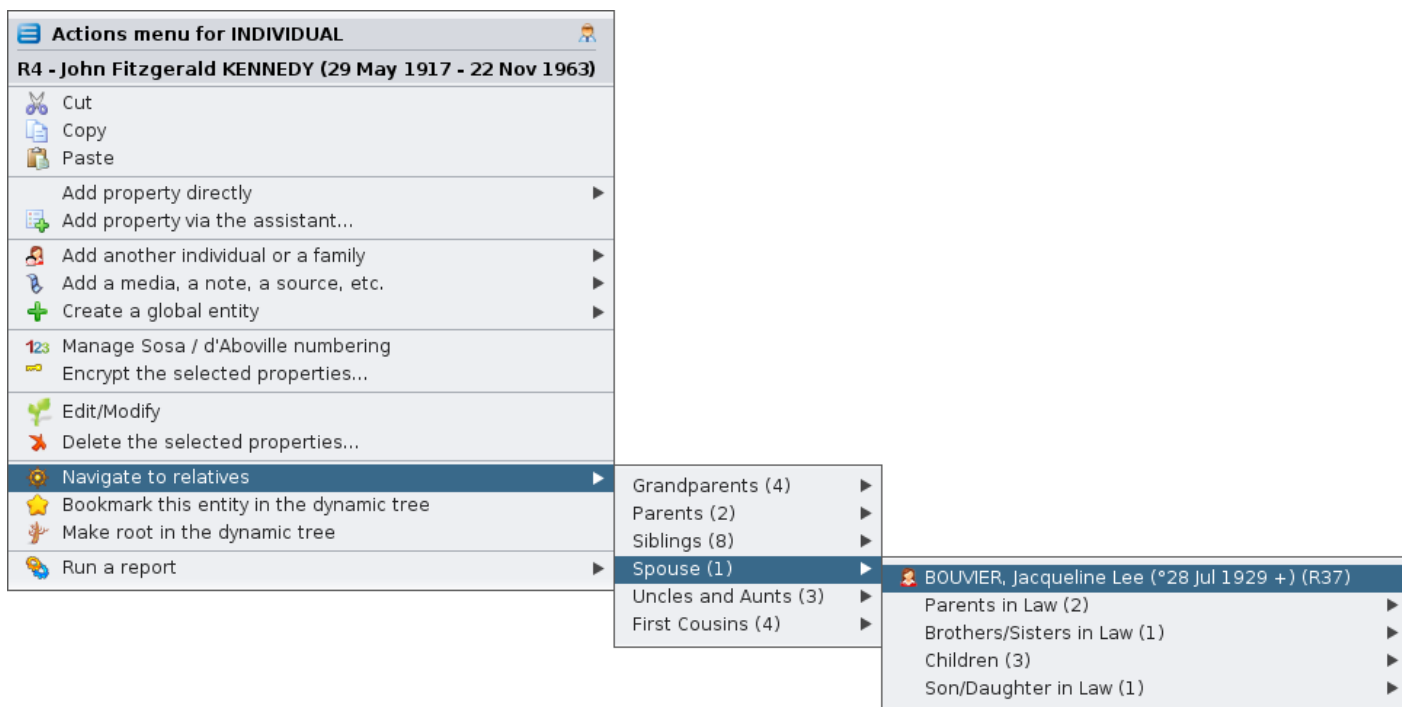 Actions menu for INDIVIDUAL
R4 - John Fitzgerald KENNEDY (29 May 1917 - 22 Nov 1963)
Cut
Copy
Paste
Add property directly
Add property via the assistant...
Add another individual or a family
Add a media, a note, a source, etc.
Create a global entity
123 Manage Sosa / d'Aboville numbering
Encrypt the selected properties...
Edit/Modify
Delete the selected properties...
Navigate to relatives
Bookmark this entity in the dynamic tree
Make root in the dynamic tree
Run a report
Grandparents (4)
Parents (2)
Siblings (8)
Spouse (1)
Uncles and Aunts (3)
First Cousins (4)
BOUVIER, Jacqueline Lee (°28 Jul 1929 +) (R37)
Parents in Law (2)
Brothers/Sisters in Law (1)
Children (3)
Son/Daughter in Law (1)